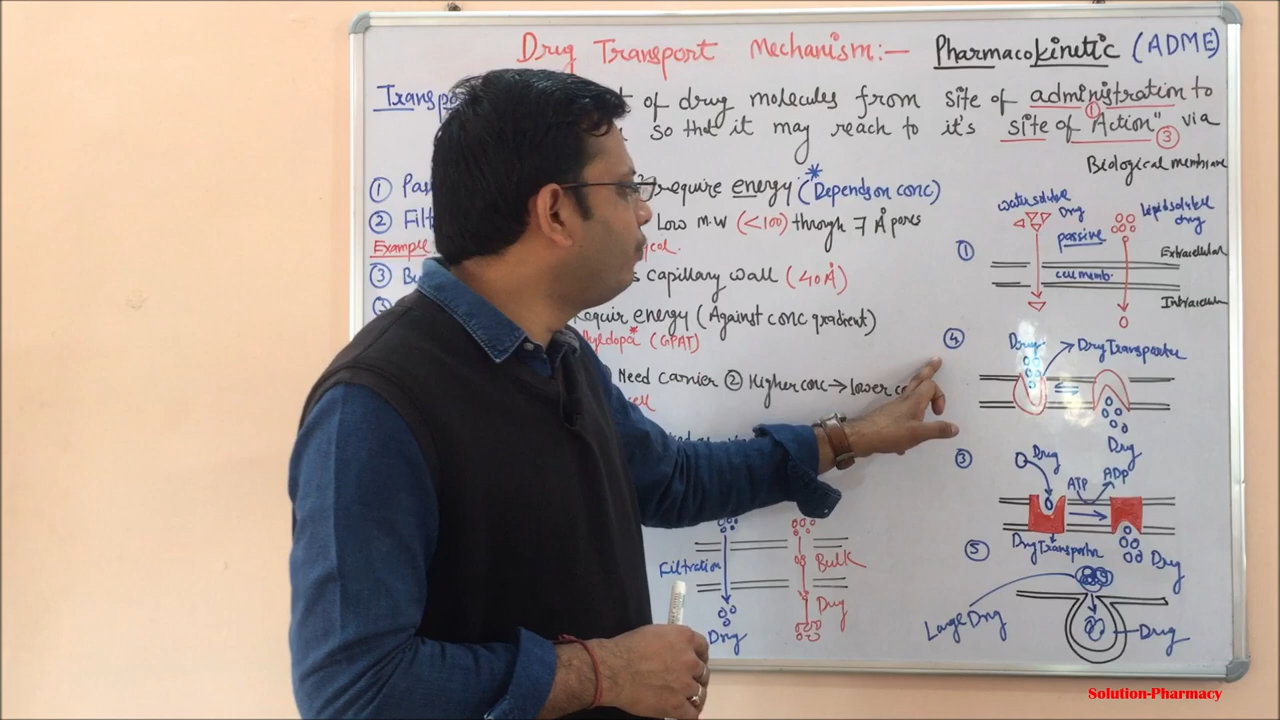 Drug Transport Mechanism:— Pharmacokinetic (ADME)
of drug molecules from site of administration to
so that it may reach to it's site of Action" via
① ③
Biological membrane
① require energy (*Depends on conc)
② Low m.w (<100) through 7 Å pores
Example
③ capillary wall (40Å)
Requir energy (Against conc gradient)
(GPAT)
Need carrier ② Higher conc → lower
cell
Filtration
Drug
Bulk
Drug
water soluble Drug
Lipid soluble drug
①
passive
Extracellular
cell memb.
Intracellular
④
Drug
Drug Transporter
Drug
③
Drug
ATP
ADP
Drug Transporter
Drug
⑤
Large Drug
Drug
Solution-Pharmacy